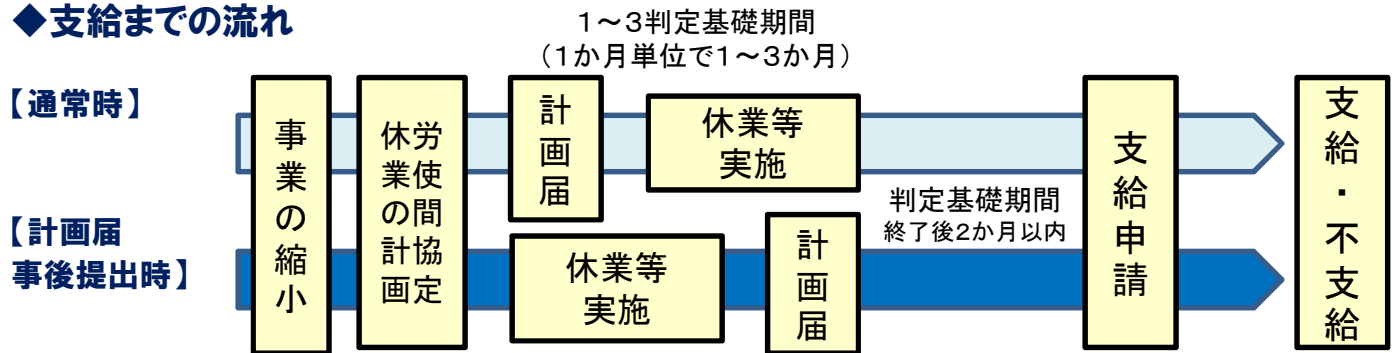 ◆支給までの流れ
1～3判定基礎期間
（1か月単位で1～3か月）
【通常時】
事業の縮小
労使間協定
休業の計画
計画届
休業等
実施
支給申請
支給・不支給
【計画届
事後提出時】
休業等
実施
計画届
判定基礎期間
終了後2か月以内